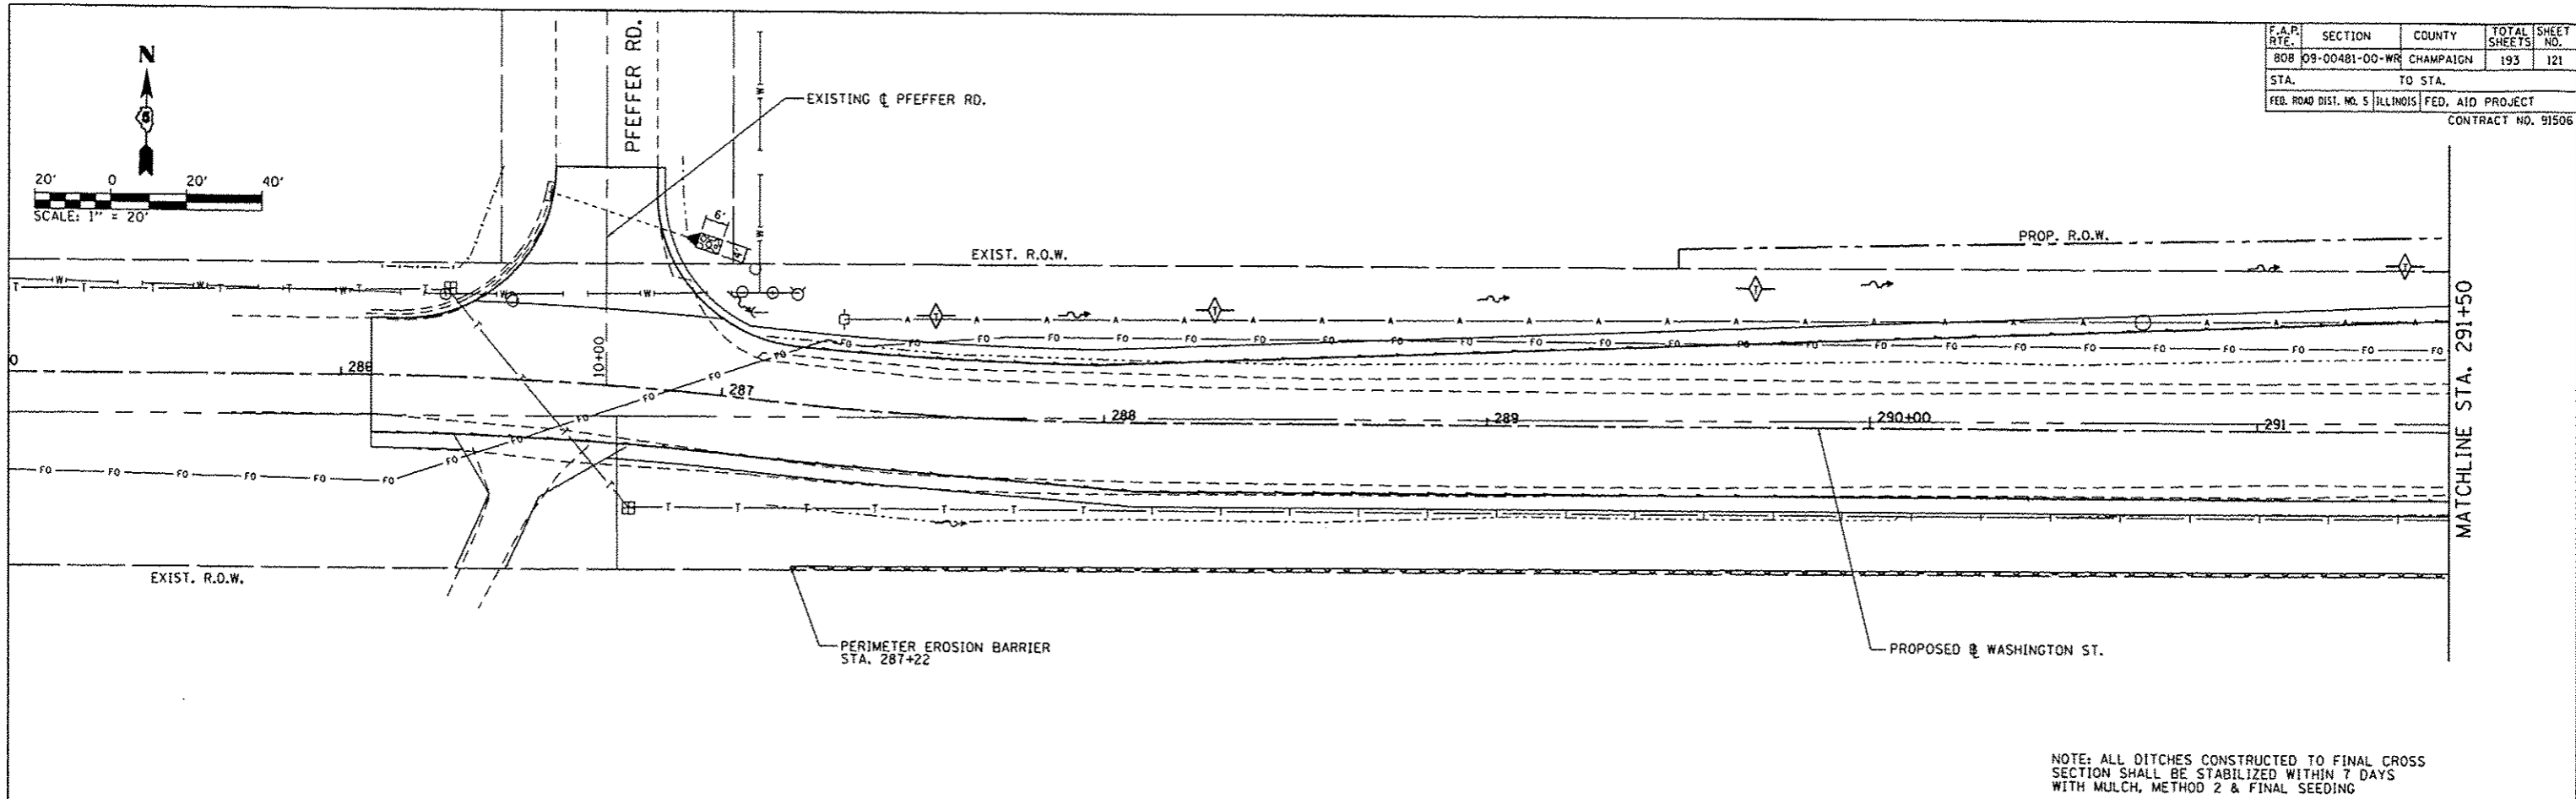 F.A.P. RTE. SECTION COUNTY TOTAL SHEETS SHEET NO.
808 09-00481-00-WR CHAMPAIGN 193 121
STA. TO STA.
FED. ROAD DIST. NO. 5 ILLINOIS FED. AID PROJECT
CONTRACT NO. 91506
N
5
20' 0 20' 40'
SCALE: 1" = 20'
PFEFFER RD.
EXISTING ℄ PFEFFER RD.
6'
4'
EXIST. R.O.W.
PROP. R.O.W.
10+00
0
286
287
288
289
290+00
291
MATCHLINE STA. 291+50
EXIST. R.O.W.
PERIMETER EROSION BARRIER
STA. 287+22
PROPOSED ℄ WASHINGTON ST.
NOTE: ALL DITCHES CONSTRUCTED TO FINAL CROSS
SECTION SHALL BE STABILIZED WITHIN 7 DAYS
WITH MULCH, METHOD 2 & FINAL SEEDING